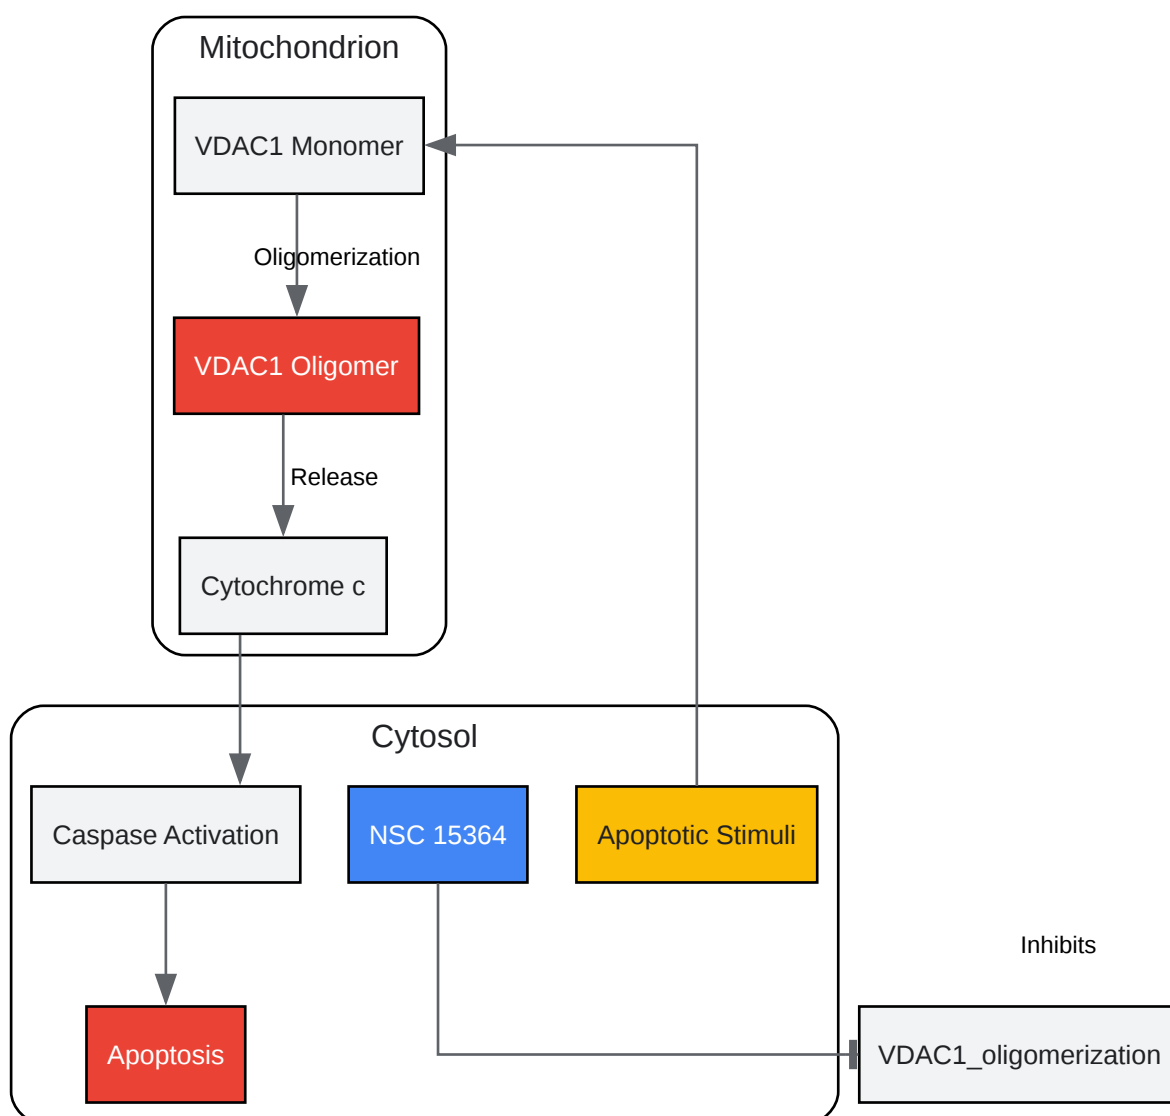 Mitochondrion
VDAC1 Monomer
Oligomerization
VDAC1 Oligomer
Release
Cytochrome c
Cytosol
Caspase Activation
NSC 15364
Apoptotic Stimuli
Inhibits
Apoptosis
VDAC1_oligomerization